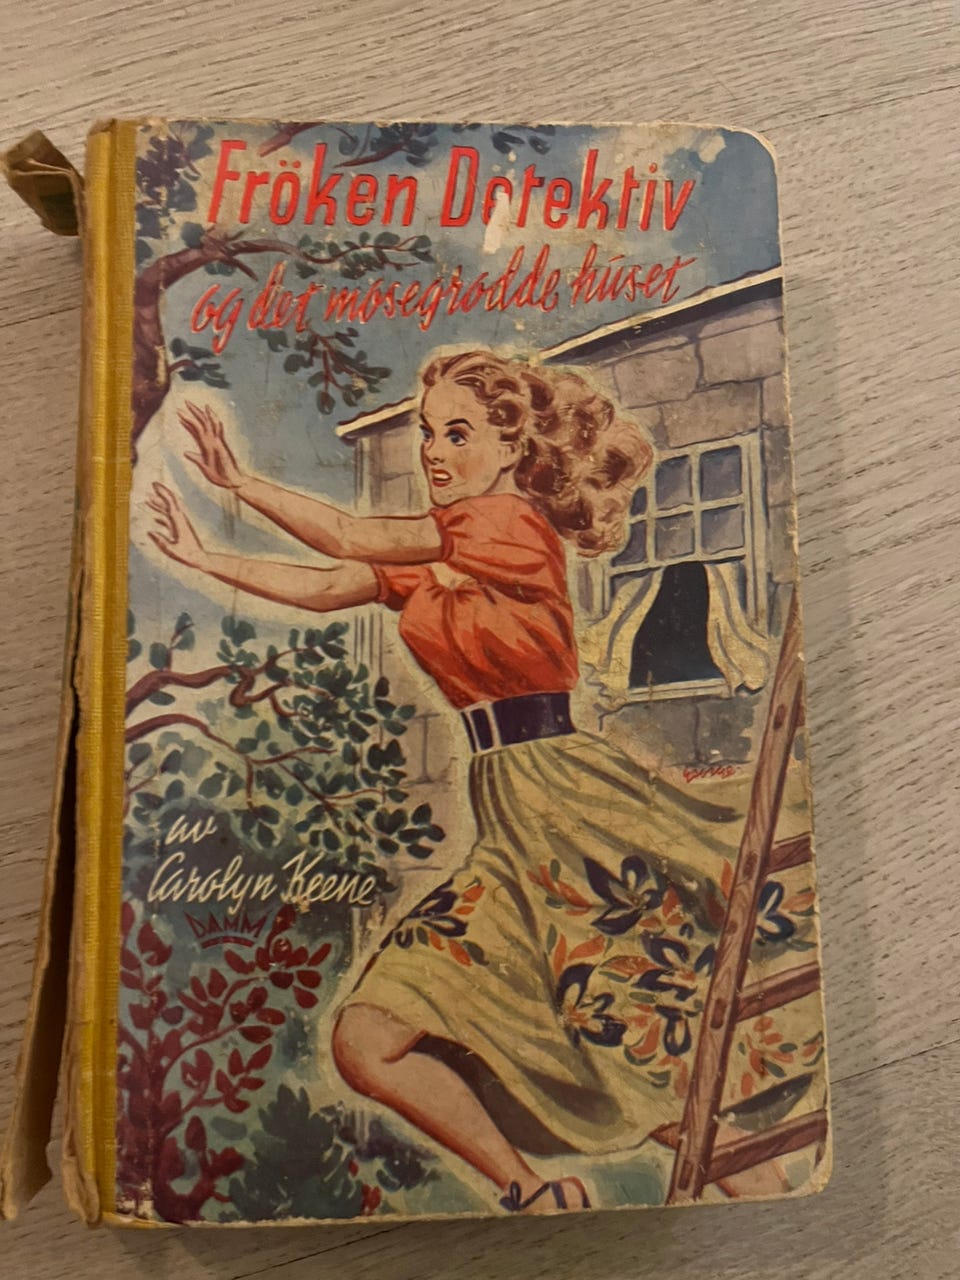 Fröken Detektiv
og det mosegrodde huset
av
Carolyn Keene
DAMM